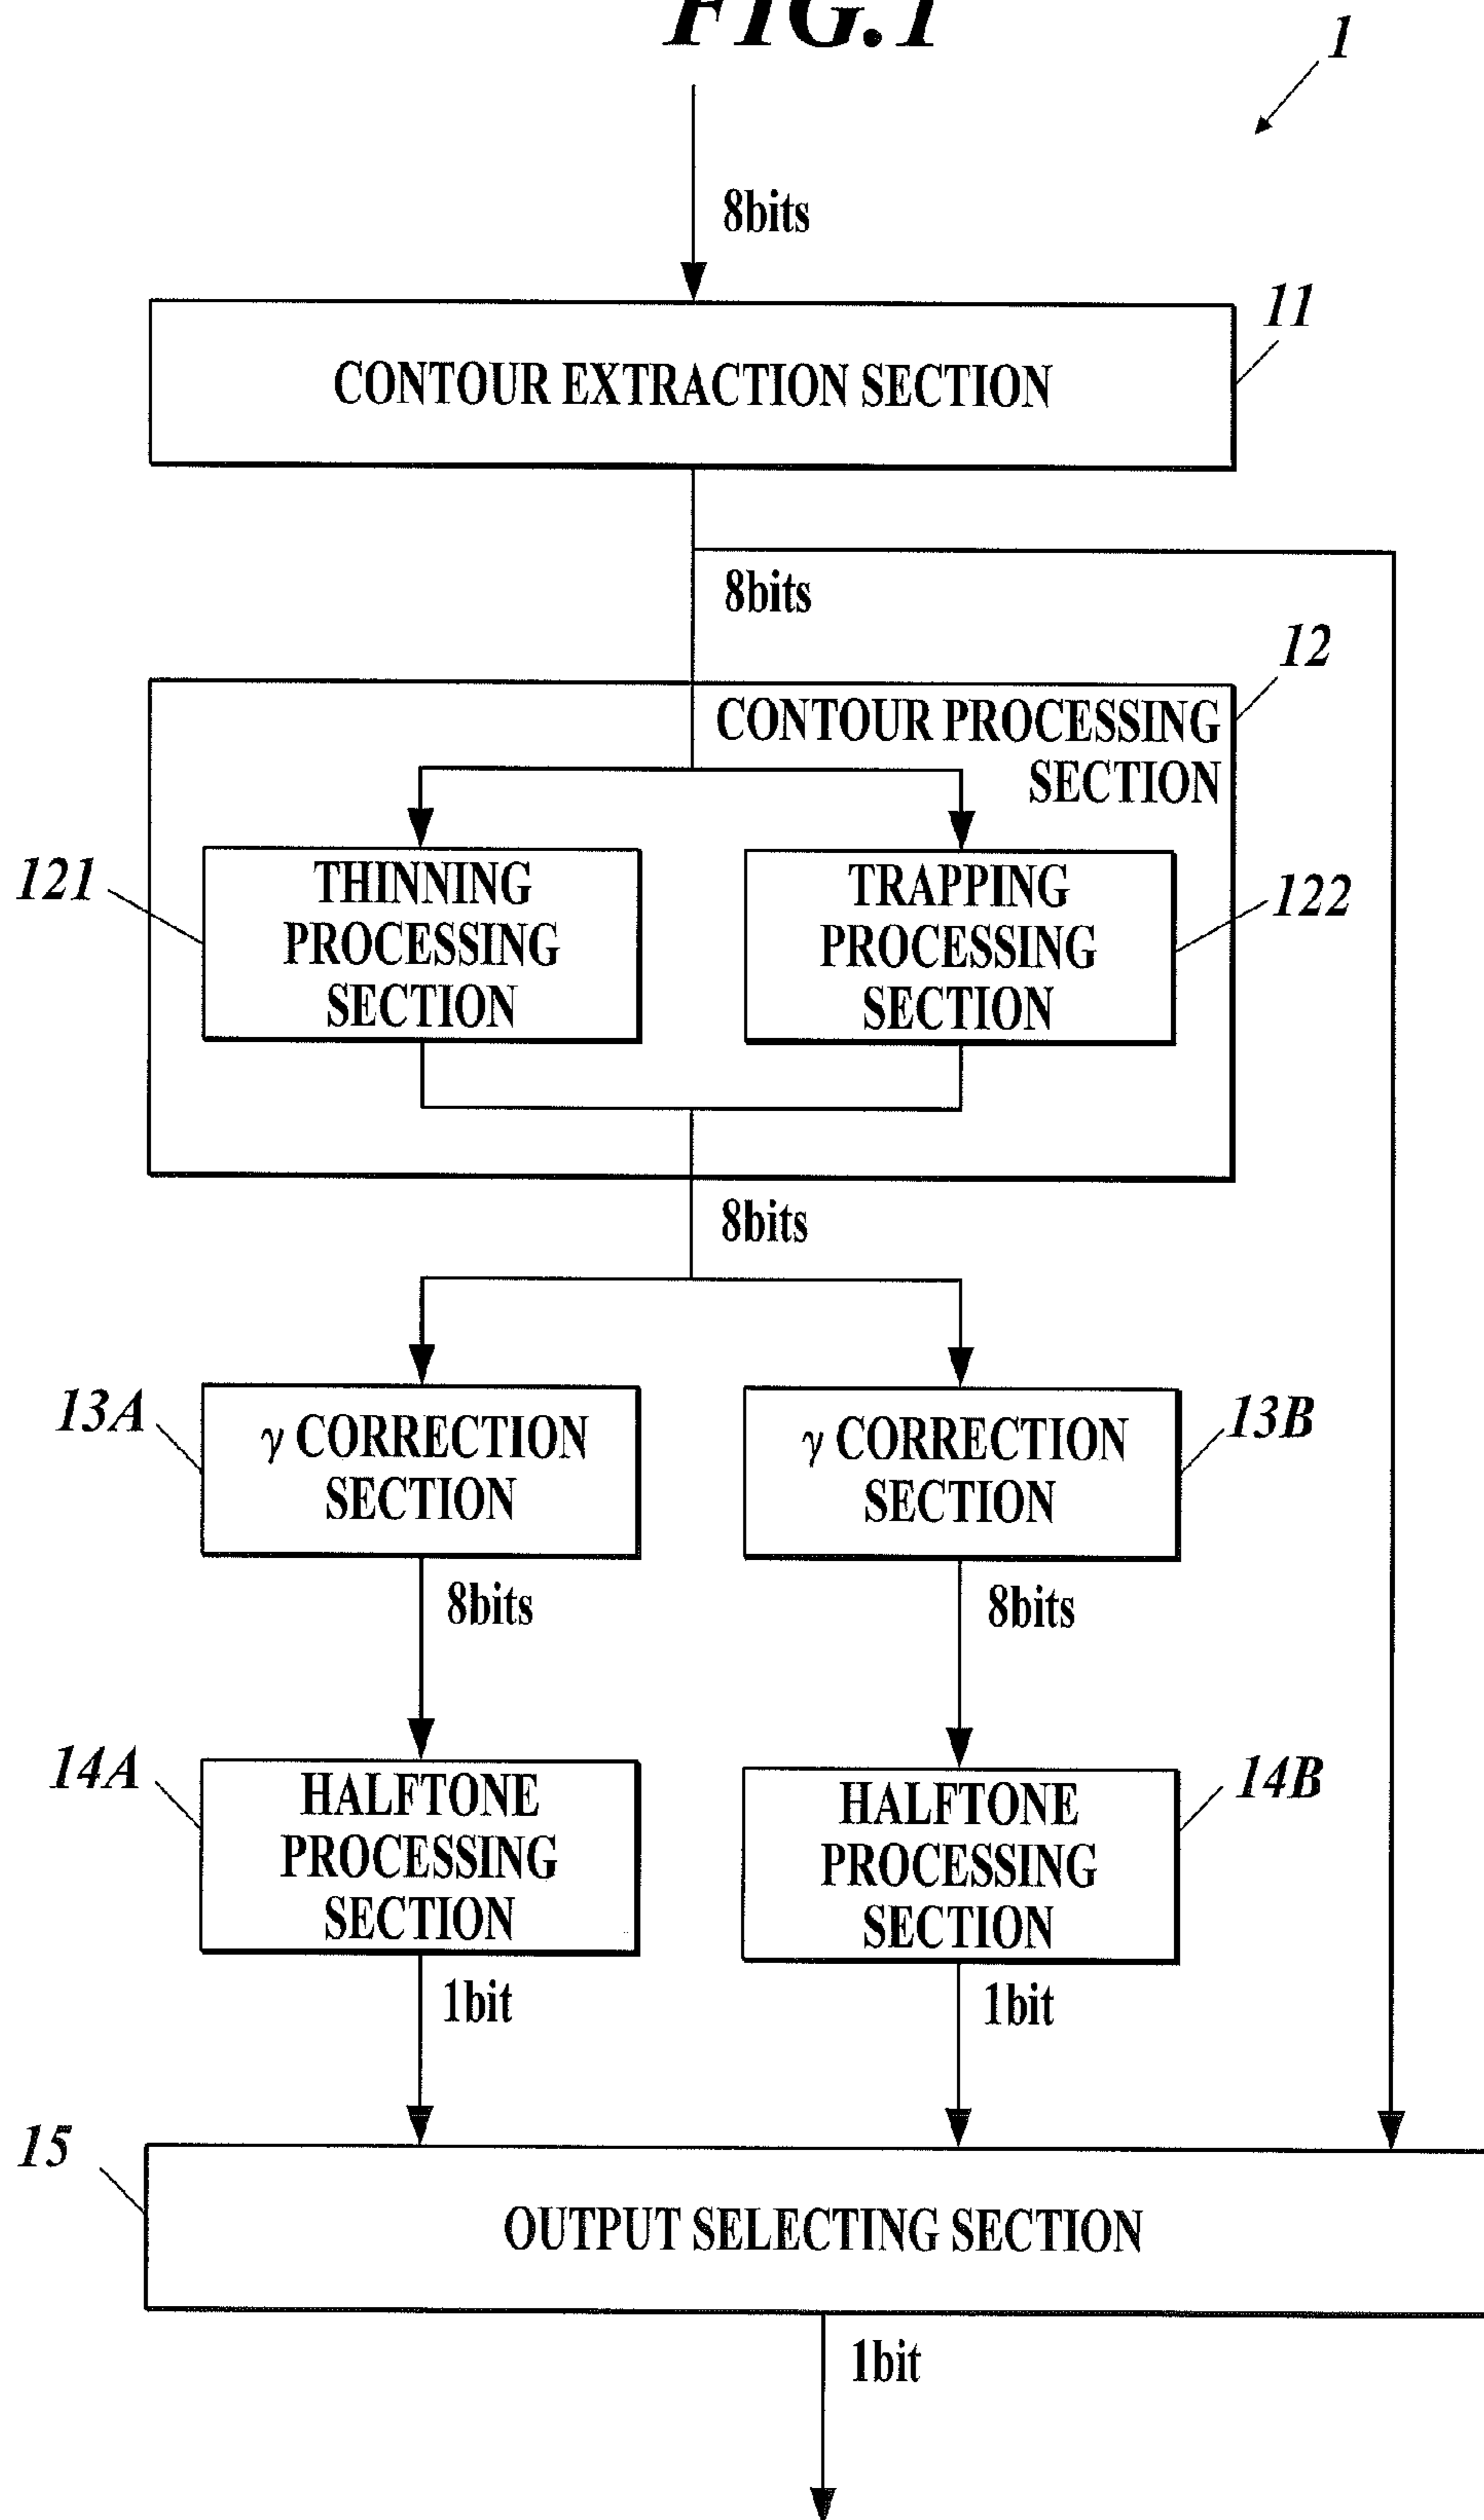 FIG.1
1
8bits
11
CONTOUR EXTRACTION SECTION
8bits
12
CONTOUR PROCESSING
SECTION
121
THINNING
PROCESSING
SECTION
TRAPPING
PROCESSING
SECTION
122
8bits
13A
γ CORRECTION
SECTION
γ CORRECTION
SECTION
13B
8bits
8bits
14A
HALFTONE
PROCESSING
SECTION
HALFTONE
PROCESSING
SECTION
14B
1bit
1bit
15
OUTPUT SELECTING SECTION
1bit